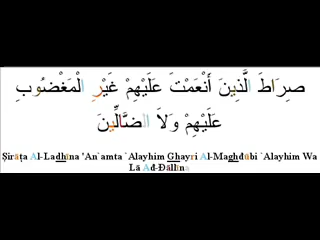 صِرَاطَ الَّذِينَ أَنْعَمْتَ عَلَيْهِمْ غَيْرِ الْمَغْضُوبِ
عَلَيْهِمْ وَلاَ الضَّالِّينَ
Şirāţa Al-Ladhīna 'An`amta `Alayhim Ghayri Al-Maghđūbi `Alayhim Wa
Lā Ađ-Đāllīna